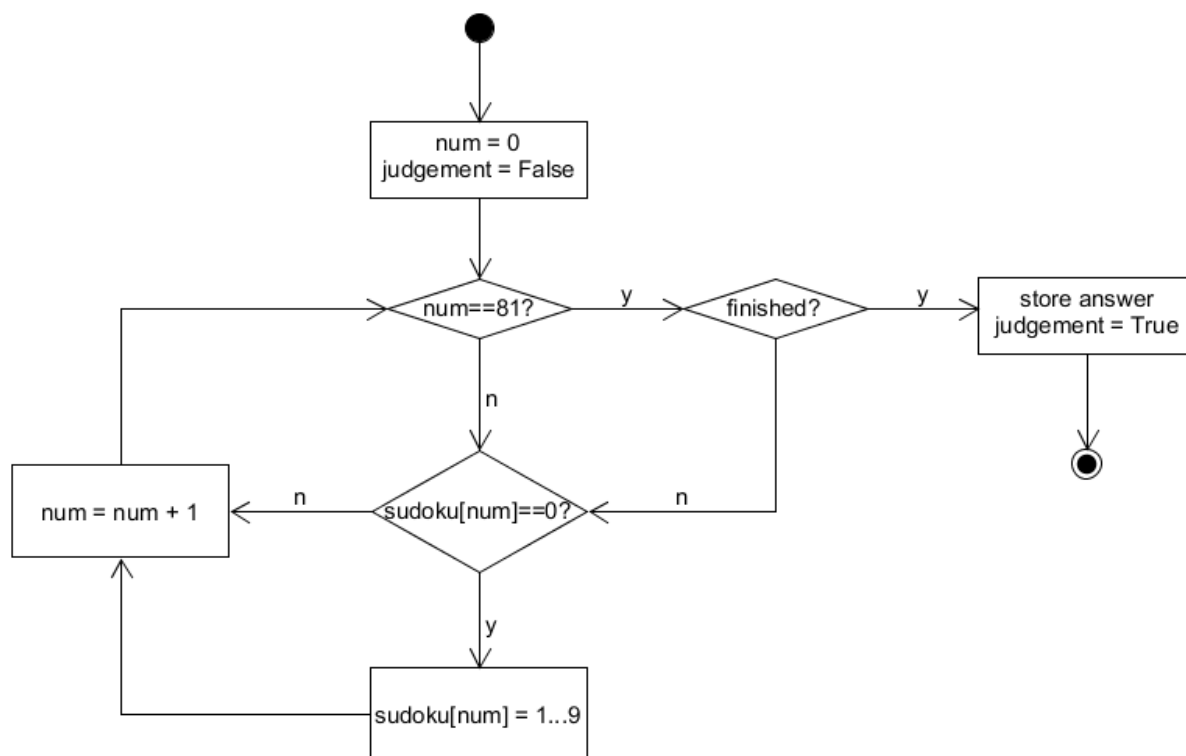 num = 0
judgement = False
num==81?
y
finished?
y
store answer
judgement = True
n
num = num + 1
n
sudoku[num]==0?
n
y
sudoku[num] = 1...9